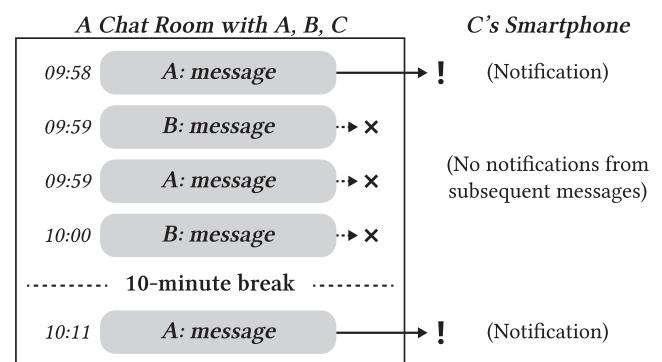 A Chat Room with A, B, C C's Smartphone
09:58 A: message ! (Notification)
09:59 B: message ×
(No notifications from
09:59 A: message ×
subsequent messages)
10:00 B: message ×
10-minute break
10:11 A: message ! (Notification)